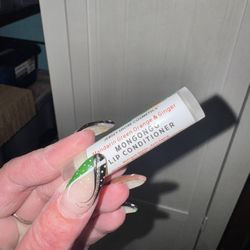 Mandarin Green Orange & Ginger
MONGONGO
LIP CONDITIONER